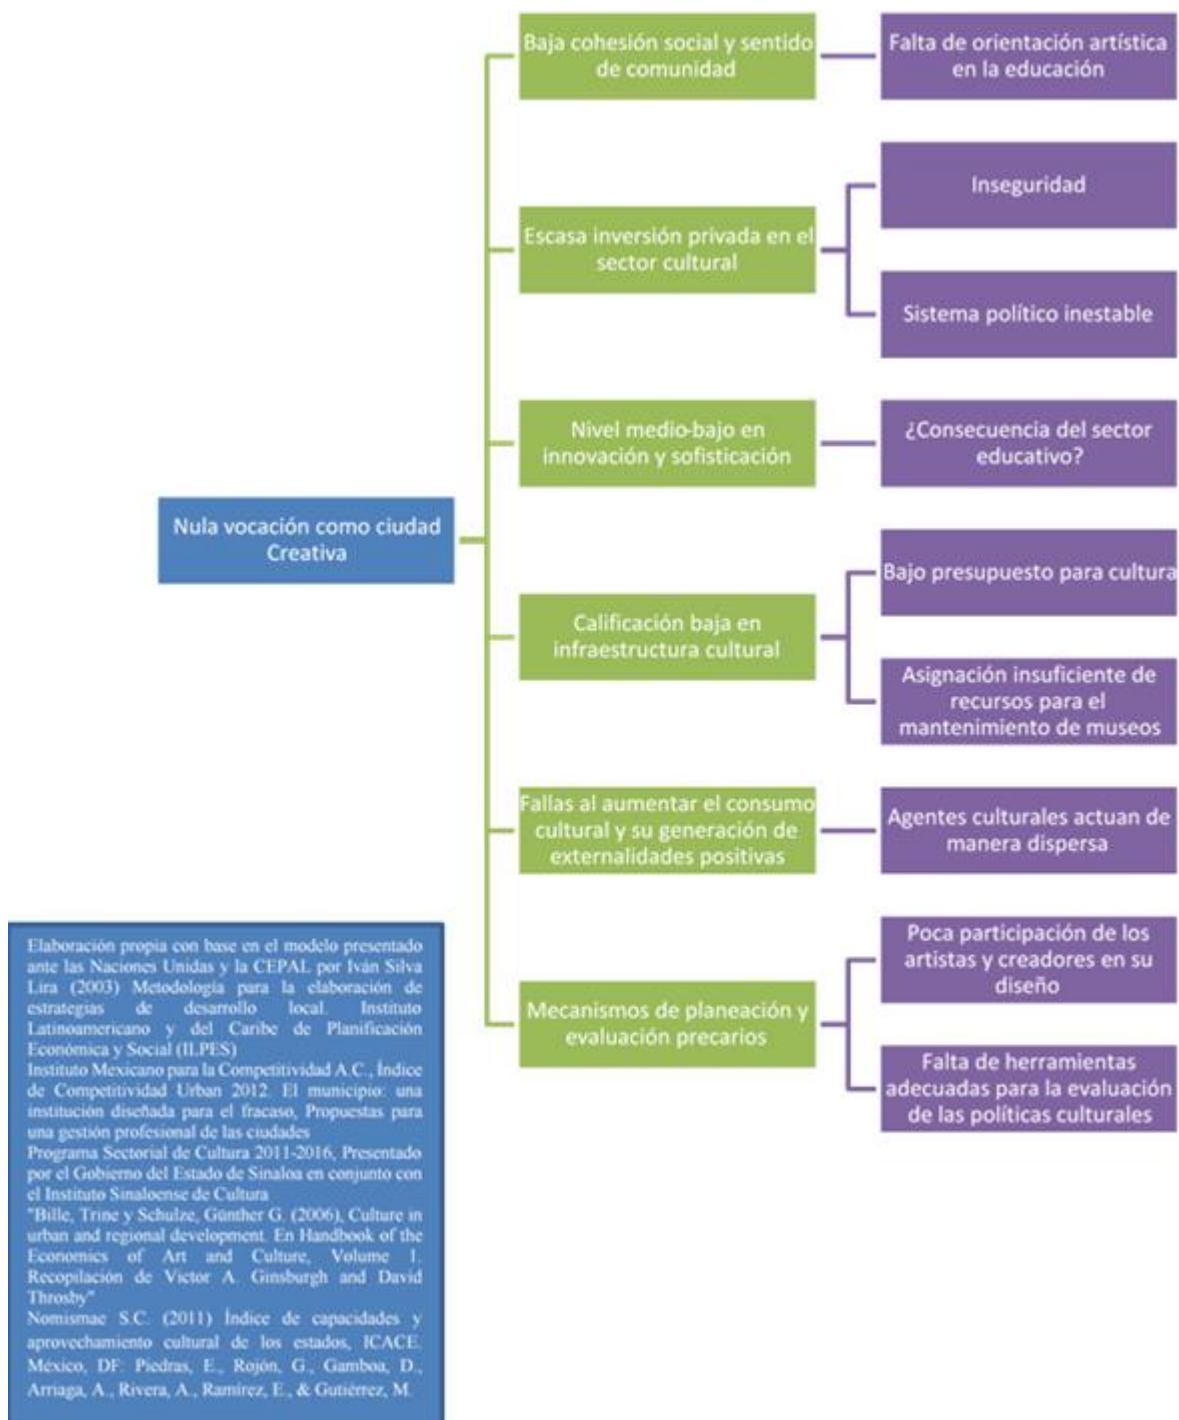 Baja cohesión social y sentido
de comunidad
Falta de orientación artística
en la educación
Inseguridad
Escasa inversión privada en el
sector cultural
Sistema político inestable
Nivel medio-bajo en
innovación y sofisticación
¿Consecuencia del sector
educativo?
Nula vocación como ciudad
Creativa
Bajo presupuesto para cultura
Calificación baja en
infraestructura cultural
Asignación insuficiente de
recursos para el
mantenimiento de museos
Fallas al aumentar el consumo
cultural y su generación de
externalidades positivas
Agentes culturales actuan de
manera dispersa
Poca participación de los
artistas y creadores en su
diseño
Mecanismos de planeación y
evaluación precarios
Falta de herramientas
adecuadas para la evaluación
de las políticas culturales
Elaboración propia con base en el modelo presentado
ante las Naciones Unidas y la CEPAL por Iván Silva
Lira (2003) Metodología para la elaboración de
estrategias de desarrollo local. Instituto
Latinoamericano y del Caribe de Planificación
Económica y Social (ILPES)
Instituto Mexicano para la Competitividad A.C., Índice
de Competitividad Urban 2012. El municipio: una
institución diseñada para el fracaso, Propuestas para
una gestión profesional de las ciudades
Programa Sectorial de Cultura 2011-2016, Presentado
por el Gobierno del Estado de Sinaloa en conjunto con
el Instituto Sinaloense de Cultura
"Bille, Trine y Schulze, Günther G. (2006), Culture in
urban and regional development. En Handbook of the
Economics of Art and Culture, Volume 1.
Recopilación de Victor A. Ginsburgh and David
Throsby"
Nomismae S.C. (2011) Índice de capacidades y
aprovechamiento cultural de los estados, ICACE.
México, DF: Piedras, E., Rojón, G., Gamboa, D.,
Arriaga, A., Rivera, A., Ramírez, E., & Gutiérrez, M.